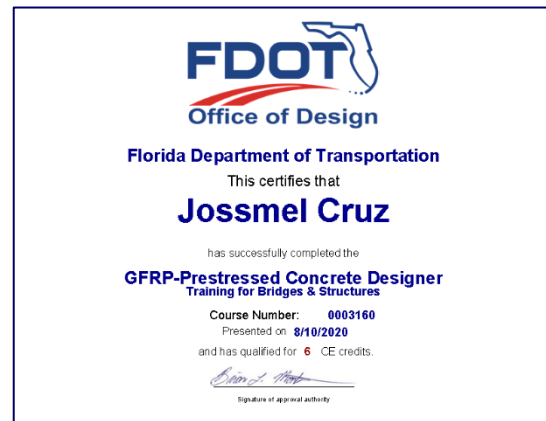 FDOT
Office of Design
Florida Department of Transportation
This certifies that
Jossmel Cruz
has successfully completed the
GFRP-Prestressed Concrete Designer
Training for Bridges & Structures
Course Number: 0003160
Presented on 8/10/2020
and has qualified for 6 CE credits.
Signature of approval authority